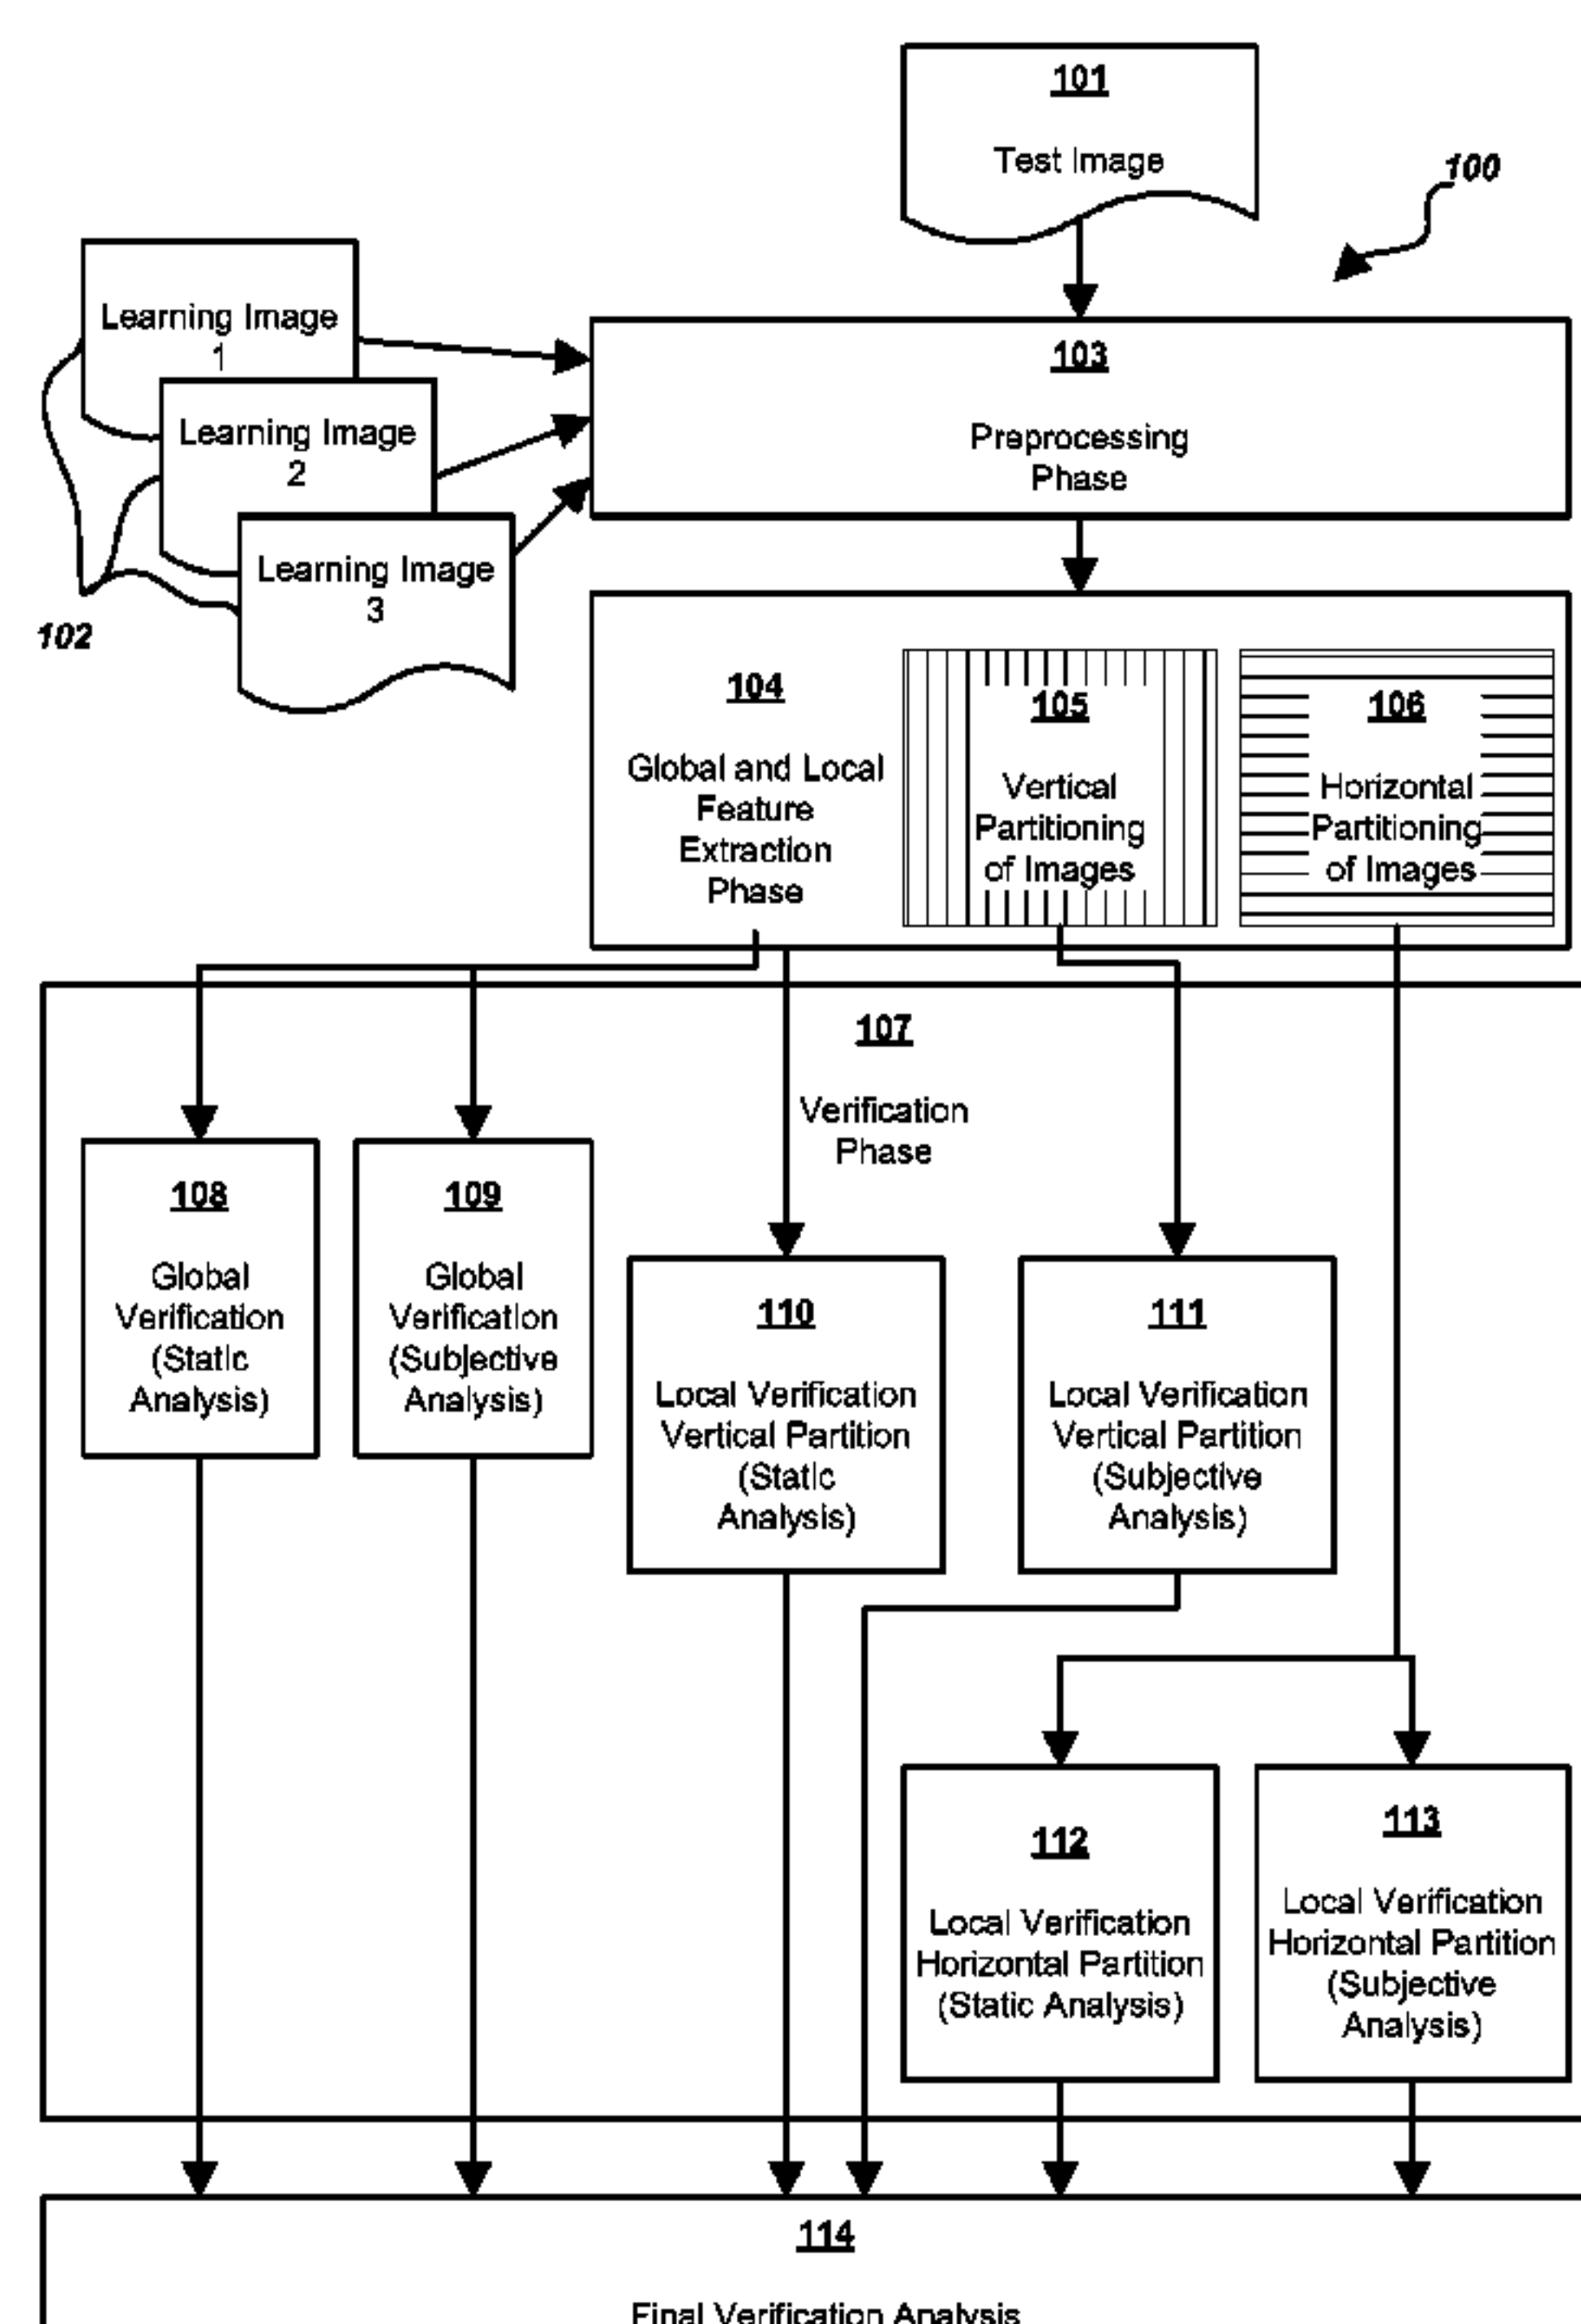 101
Test Image
100
Learning Image
1
Learning Image
2
Learning Image
3
102
103
Preprocessing
Phase
104
Global and Local
Feature
Extraction
Phase
105
Vertical
Partitioning
of Images
106
Horizontal
Partitioning
of Images
107
Verification
Phase
108
Global
Verification
(Static
Analysis)
109
Global
Verification
(Subjective
Analysis)
110
Local Verification
Vertical Partition
(Static
Analysis)
111
Local Verification
Vertical Partition
(Subjective
Analysis)
112
Local Verification
Horizontal Partition
(Static Analysis)
113
Local Verification
Horizontal Partition
(Subjective
Analysis)
114
Final Verification Analysis